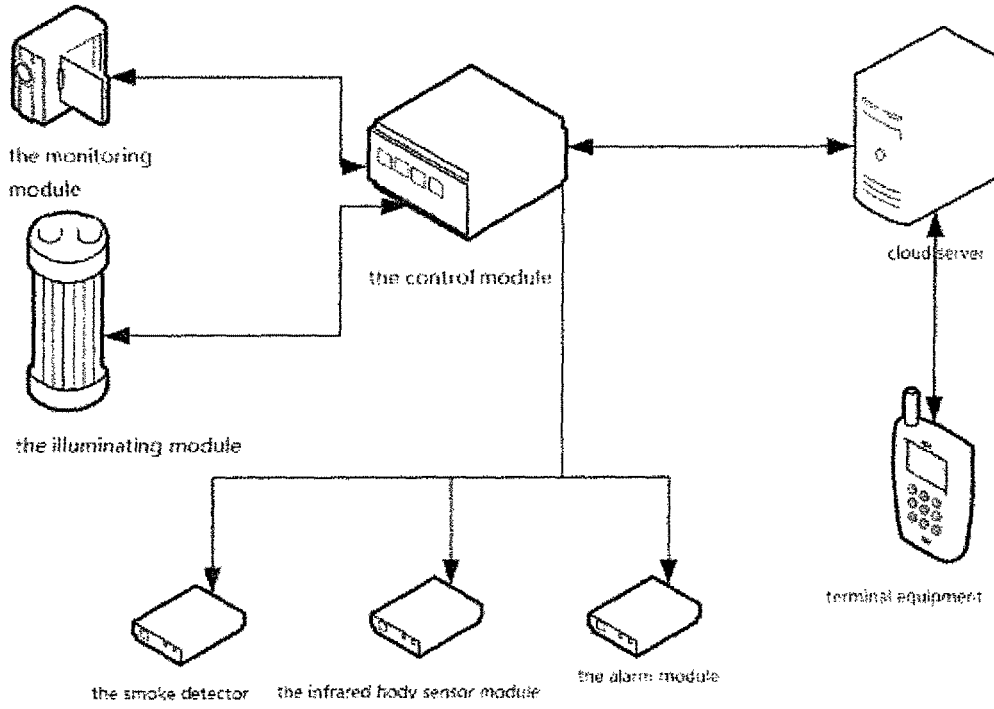 the monitoring
module
the control module
cloud server
the illuminating module
terminal equipment
the smoke detector
the infrared body sensor module
the alarm module